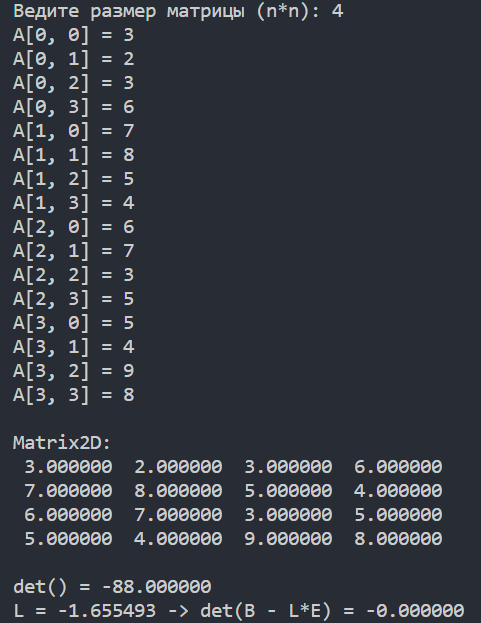 Ведите размер матрицы (n*n): 4
A[0, 0] = 3
A[0, 1] = 2
A[0, 2] = 3
A[0, 3] = 6
A[1, 0] = 7
A[1, 1] = 8
A[1, 2] = 5
A[1, 3] = 4
A[2, 0] = 6
A[2, 1] = 7
A[2, 2] = 3
A[2, 3] = 5
A[3, 0] = 5
A[3, 1] = 4
A[3, 2] = 9
A[3, 3] = 8
Matrix2D:
3.000000 2.000000 3.000000 6.000000
7.000000 8.000000 5.000000 4.000000
6.000000 7.000000 3.000000 5.000000
5.000000 4.000000 9.000000 8.000000
det() = -88.000000
L = -1.655493 -> det(B - L*E) = -0.000000